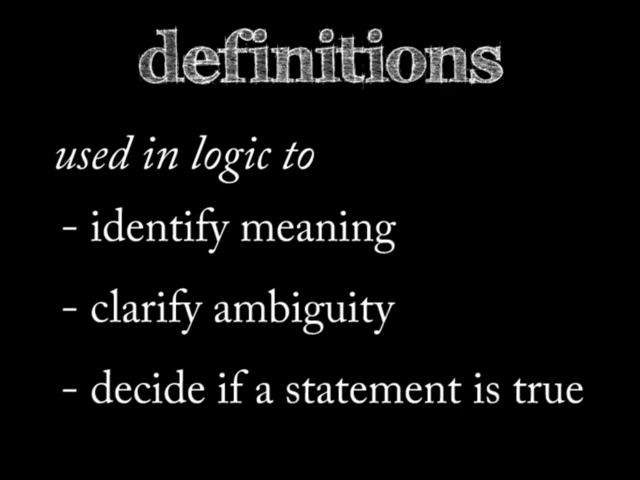 definitions
used in logic to
- identify meaning
- clarify ambiguity
- decide if a statement is true